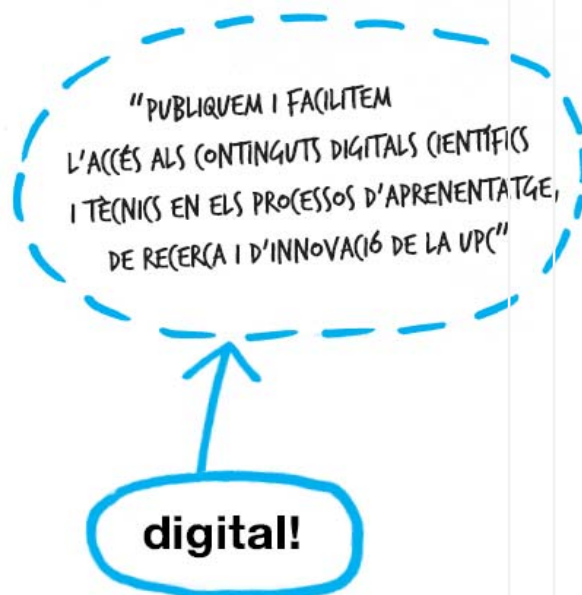 "PUBLIQUEM I FACILITEM
L'ACCÉS ALS CONTINGUTS DIGITALS CIENTÍFICS
I TÈCNICS EN ELS PROCESSOS D'APRENENTATGE,
DE RECERCA I D'INNOVACIÓ DE LA UPC"
digital!